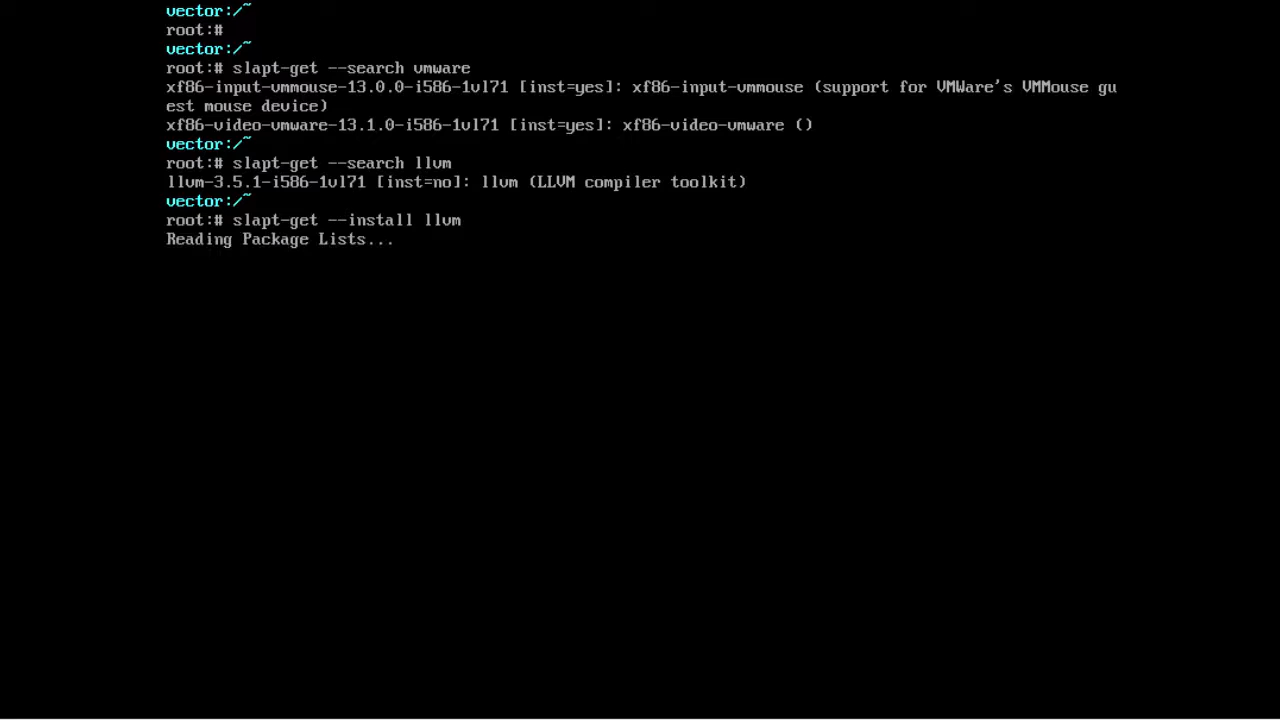 vector:/~
root:#
vector:/~
root:# slapt-get --search vmware
xf86-input-vmmouse-13.0.0-i586-1vl71 [inst=yes]: xf86-input-vmmouse (support for VMWare's VMMouse gu
est mouse device)
xf86-video-vmware-13.1.0-i586-1vl71 [inst=yes]: xf86-video-vmware ()
vector:/~
root:# slapt-get --search llvm
llvm-3.5.1-i586-1vl71 [inst=no]: llvm (LLVM compiler toolkit)
vector:/~
root:# slapt-get --install llvm
Reading Package Lists...